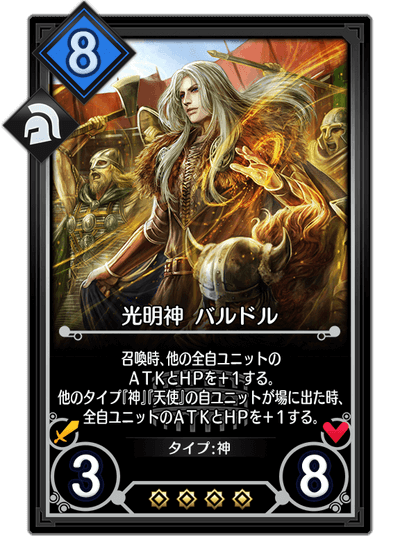 8
光明神 バルドル
召喚時、他の全自ユニットの
ATKとHPを+1する。
他のタイプ『神』『天使』の自ユニットが場に出た時、
全自ユニットのATKとHPを+1する。
タイプ:神
3
8